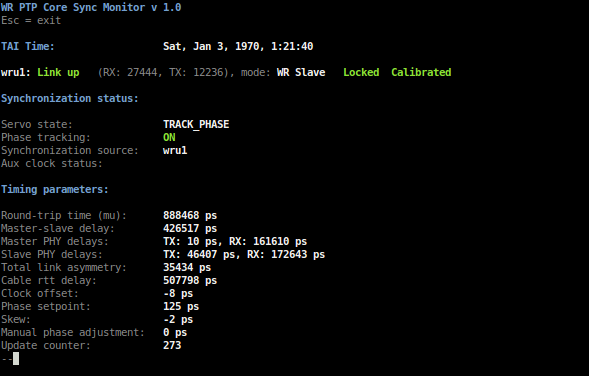 WR PTP Core Sync Monitor v 1.0
Esc = exit
TAI Time: Sat, Jan 3, 1970, 1:21:40
wru1: Link up (RX: 27444, TX: 12236), mode: WR Slave Locked Calibrated
Synchronization status:
Servo state: TRACK_PHASE
Phase tracking: ON
Synchronization source: wru1
Aux clock status:
Timing parameters:
Round-trip time (mu): 888468 ps
Master-slave delay: 426517 ps
Master PHY delays: TX: 10 ps, RX: 161610 ps
Slave PHY delays: TX: 46407 ps, RX: 172643 ps
Total link asymmetry: 35434 ps
Cable rtt delay: 507798 ps
Clock offset: -8 ps
Phase setpoint: 125 ps
Skew: -2 ps
Manual phase adjustment: 0 ps
Update counter: 273
--